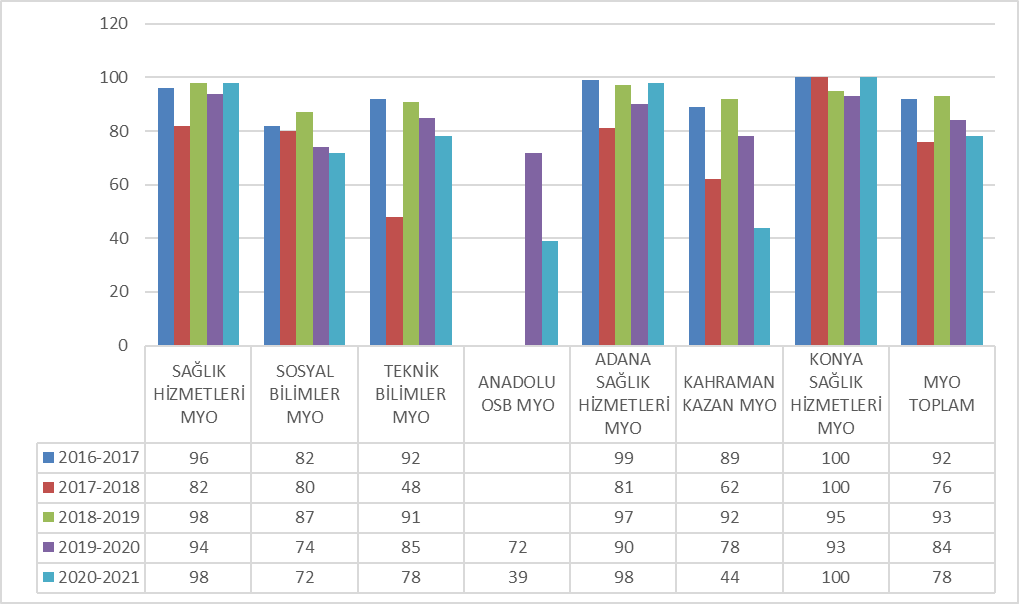 120
100
80
60
40
20
0
SAĞLIK
HİZMETLERİ
MYO
SOSYAL
BİLİMLER
MYO
TEKNİK
BİLİMLER
MYO
ANADOLU
OSB MYO
ADANA
SAĞLIK
HİZMETLERİ
MYO
KAHRAMAN
KAZAN MYO
KONYA
SAĞLIK
HİZMETLERİ
MYO
MYO
TOPLAM
2016-2017 96 82 92 99 89 100 92
2017-2018 82 80 48 81 62 100 76
2018-2019 98 87 91 97 92 95 93
2019-2020 94 74 85 72 90 78 93 84
2020-2021 98 72 78 39 98 44 100 78